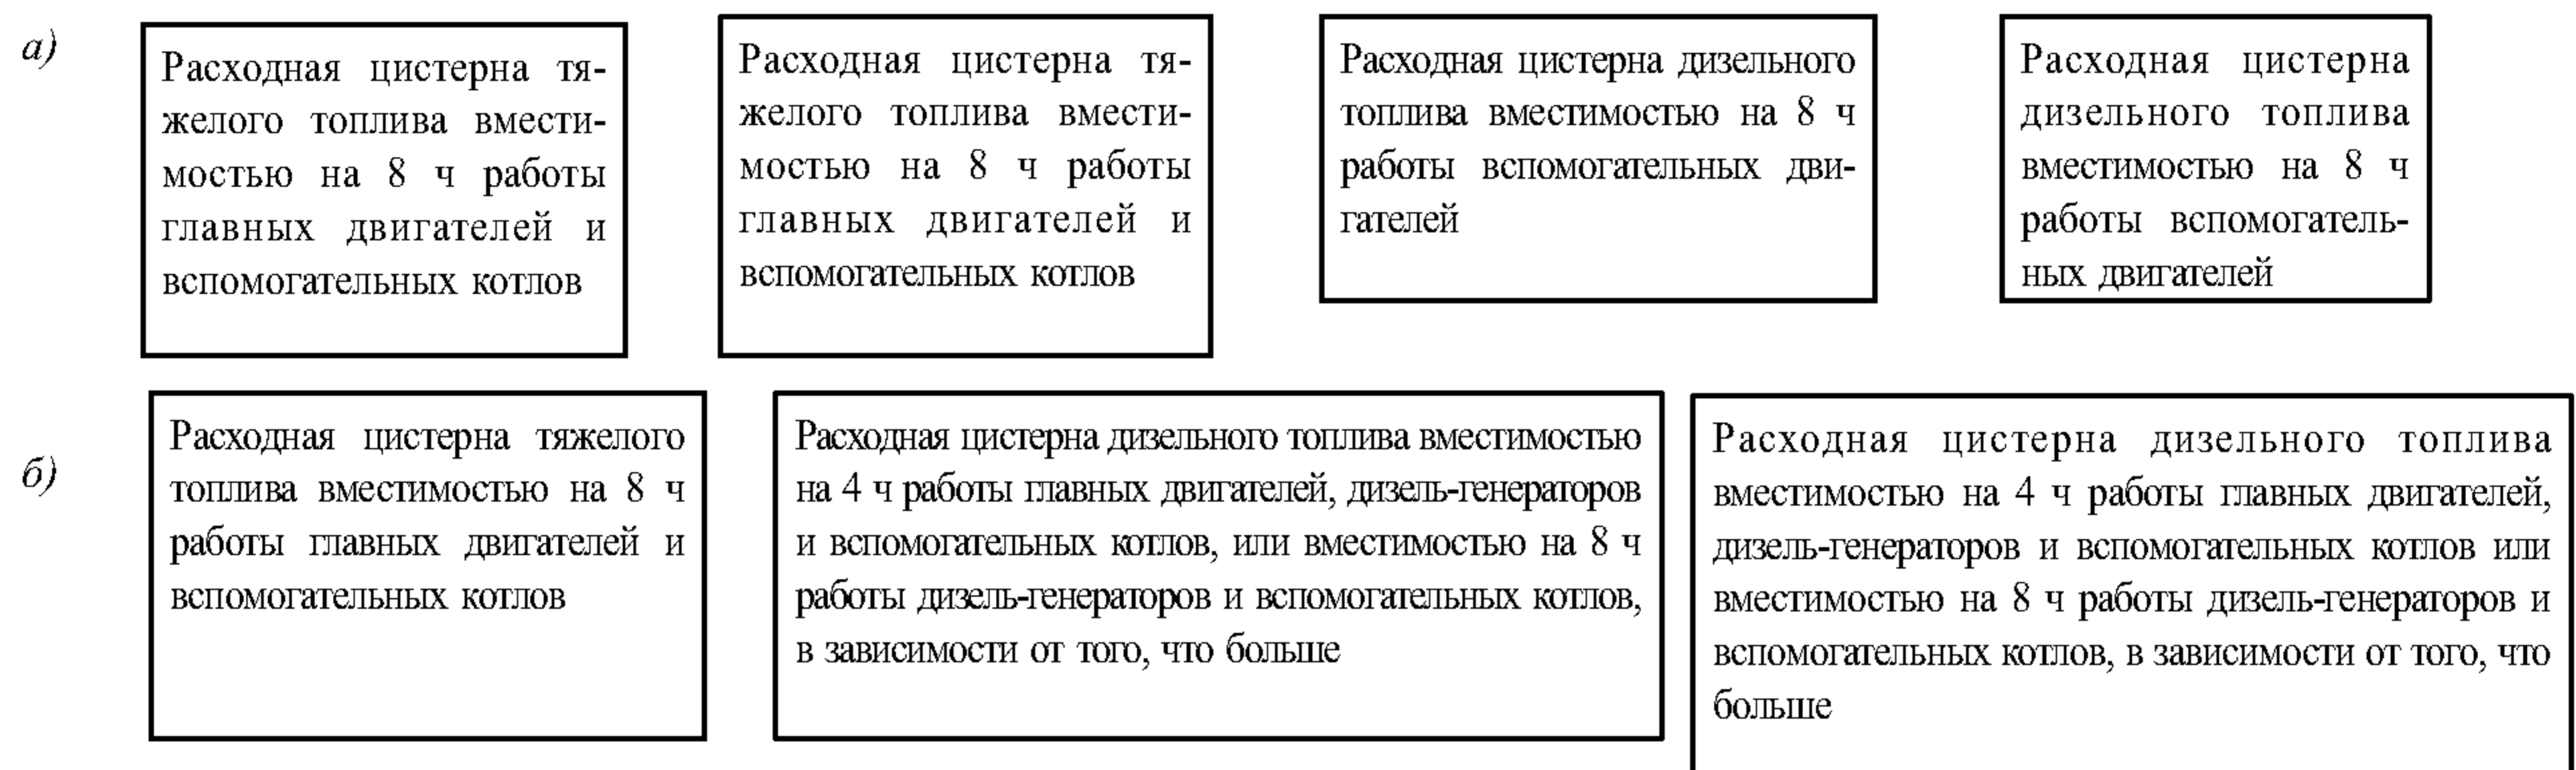 а)
Расходная цистерна тя-
желого топлива вмести-
мостью на 8 ч работы
главных двигателей и
вспомогательных котлов
Расходная цистерна тя-
желого топлива вмести-
мостью на 8 ч работы
главных двигателей и
вспомогательных котлов
Расходная цистерна дизельного
топлива вместимостью на 8 ч
работы вспомогательных дви-
гателей
Расходная цистерна
дизельного топлива
вместимостью на 8 ч
работы вспомогатель-
ных двигателей
б)
Расходная цистерна тяжелого
топлива вместимостью на 8 ч
работы главных двигателей и
вспомогательных котлов
Расходная цистерна дизельного топлива вместимостью
на 4 ч работы главных двигателей, дизель-генераторов
и вспомогательных котлов, или вместимостью на 8 ч
работы дизель-генераторов и вспомогательных котлов,
в зависимости от того, что больше
Расходная цистерна дизельного топлива
вместимостью на 4 ч работы главных двигателей,
дизель-генераторов и вспомогательных котлов или
вместимостью на 8 ч работы дизель-генераторов и
вспомогательных котлов, в зависимости от того, что
больше